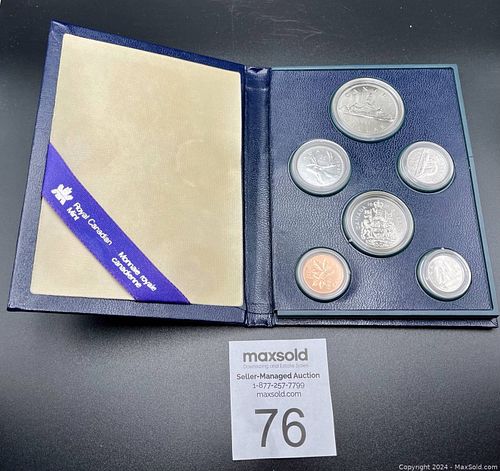 Royal Canadian
Mint
Monnaie royale
canadienne
CANADA
maxsold
Downsizing and Estate Sales
Seller-Managed Auction
1-877-257-7799
maxsold.com
76
Copyright 2024 - MaxSold.com